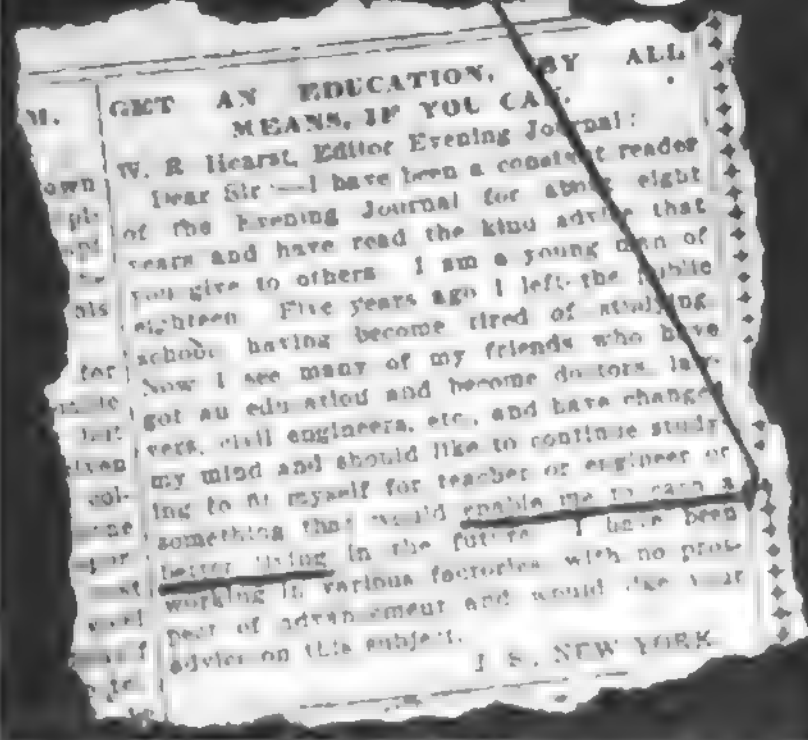 M.
own
ols
for
col-
GET AN EDUCATION, BY ALL
MEANS, IF YOU CAN.
W. R Hearst, Editor Evening Journal:
Dear Sir:—I have been a constant reader
of the Evening Journal for about eight
years and have read the kind advice that
you give to others I am a young man of
eighteen Five years ago I left the public
school having become tired of studying
Now I see many of my friends who have
got an education and become doctors, law-
yers, civil engineers, etc., and have changed
my mind and should like to continue study
ing to fit myself for teacher or engineer or
something that would enable me to earn a
better living in the future I have been
working in various factories with no pros-
pect of advancement and would like your
advice on this subject.
J S, NEW YORK